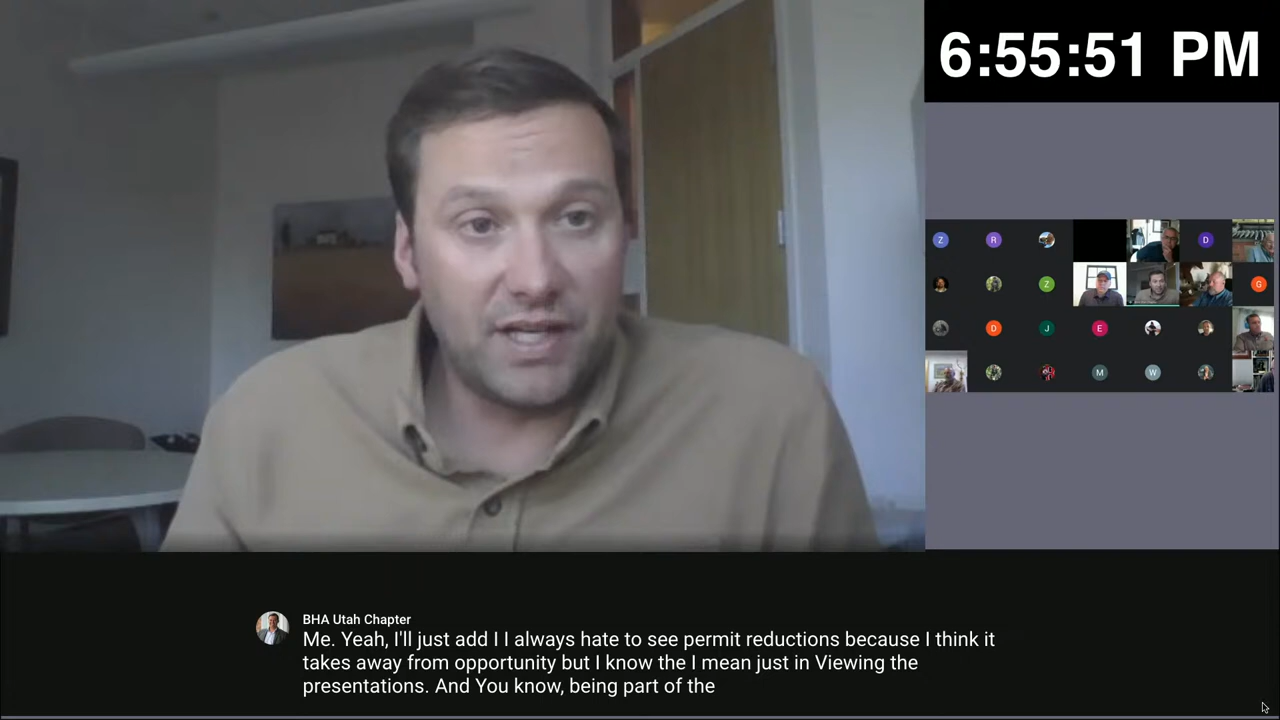 6:55:51 PM
Z
R
D
Z
G
D
J
E
M
W
BHA Utah Chapter
Me. Yeah, I'll just add I I always hate to see permit reductions because I think it
takes away from opportunity but I know the I mean just in Viewing the
presentations. And You know, being part of the